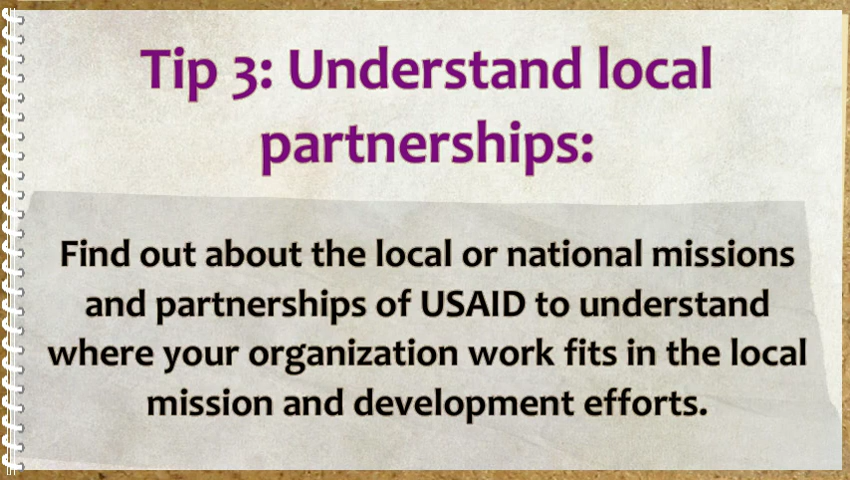 Tip 3: Understand local
partnerships:
Find out about the local or national missions
and partnerships of USAID to understand
where your organization work fits in the local
mission and development efforts.